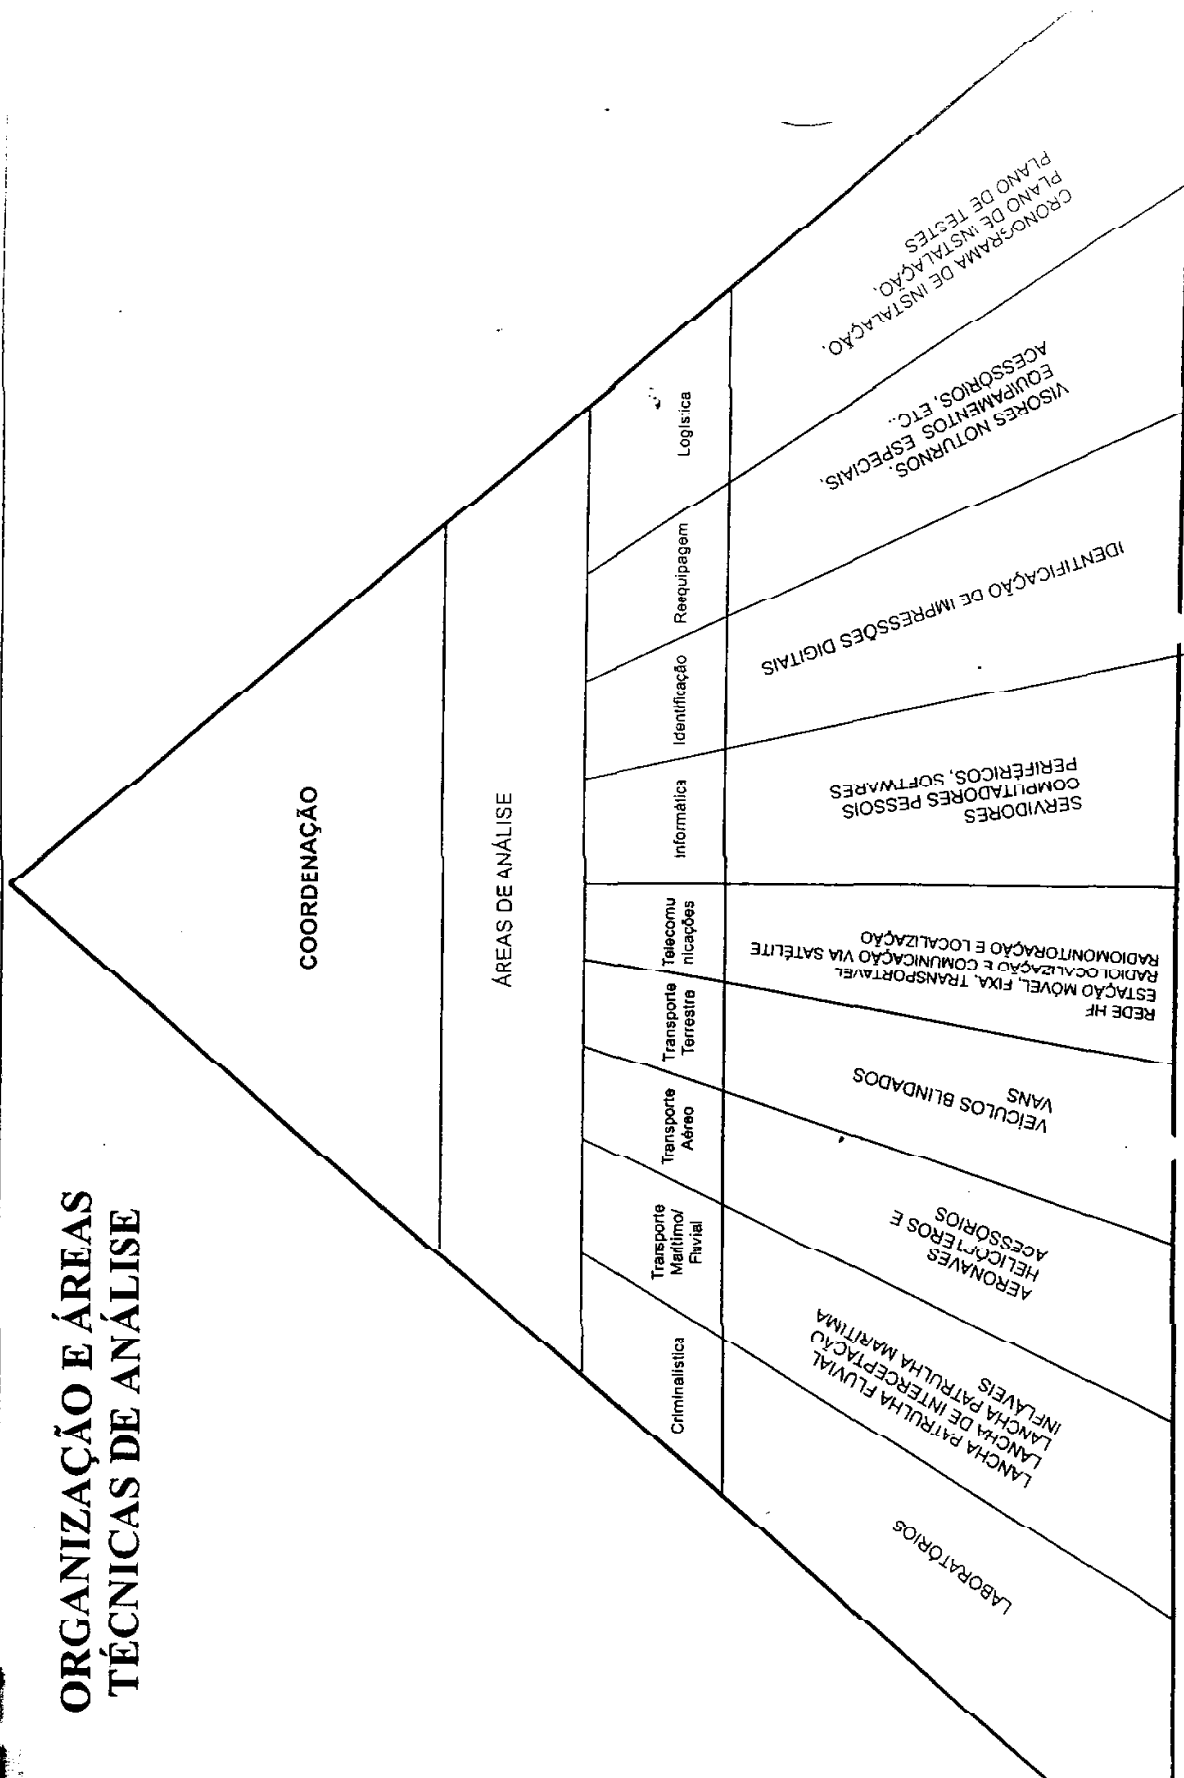 ORGANIZAÇÃO E ÁREAS
TÉCNICAS DE ANÁLISE
COORDENAÇÃO
ÁREAS DE ANÁLISE
Criminalística
Transporte
Marítimo/
Fluvial
Transporte
Aéreo
Transporte
Terrestre
Telecomu
nicações
Informática
Identificação
Reequipagem
Logística
LABORATÓRIOS
LANCHA PATRULHA FLUVIAL
LANCHA DE INTERCEPTAÇÃO
LANCHA PATRULHA MARÍTIMA
INFLÁVEIS
AERONAVES
HELICÓPTEROS E
ACESSÓRIOS
VEÍCULOS BLINDADOS
VANS
REDE HF
ESTAÇÃO MÓVEL, FIXA, TRANSPORTAVEL
RADIOLOCALIZAÇÃO E COMUNICAÇÃO VIA SATÉLITE
RADIOMONITORAÇÃO E LOCALIZAÇÃO
SERVIDORES
COMPUTADORES PESSOIS
PERIFÉRICOS, SOFTWARES
IDENTIFICAÇÃO DE IMPRESSÕES DIGITAIS
VISORES NOTURNOS,
EQUIPAMENTOS ESPECIAIS,
ACESSÓRIOS, ETC..
CRONOGRAMA DE INSTALAÇÃO,
PLANO DE INSTALAÇÃO,
PLANO DE TESTES